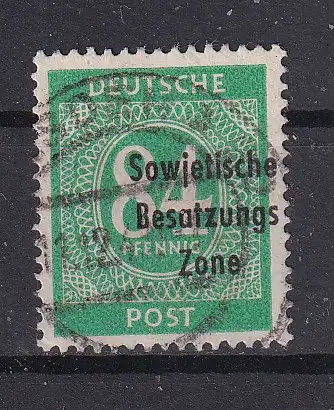 DEUTSCHE
84
Sowjetische
Besatzungs
PFENNIG
Zone
POST